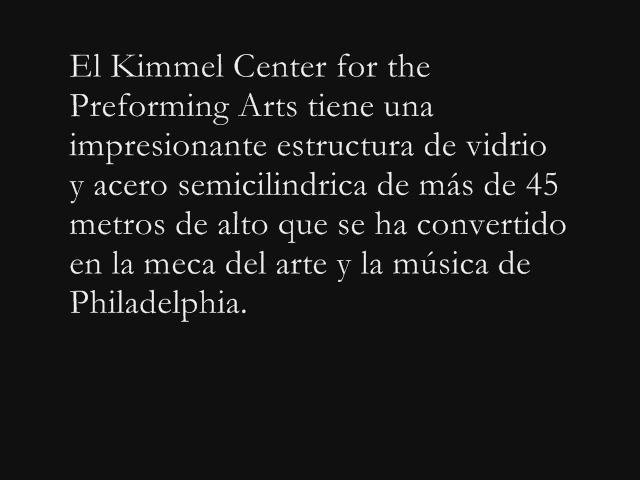 El Kimmel Center for the
Preforming Arts tiene una
impresionante estructura de vidrio
y acero semicilindrica de más de 45
metros de alto que se ha convertido
en la meca del arte y la música de
Philadelphia.